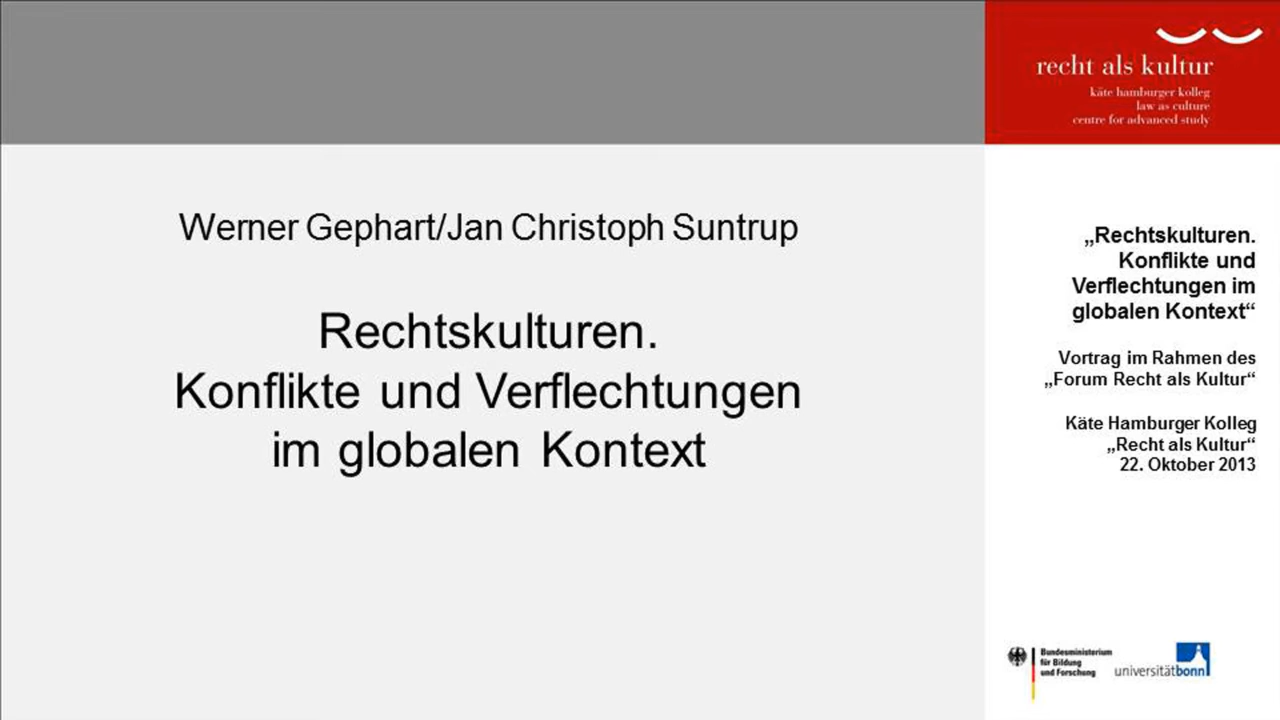 recht als kultur
käte hamburger kolleg
law as culture
centre for advanced study
Werner Gephart/Jan Christoph Suntrup
Rechtskulturen.
Konflikte und Verflechtungen
im globalen Kontext
„Rechtskulturen.
Konflikte und
Verflechtungen im
globalen Kontext“
Vortrag im Rahmen des
„Forum Recht als Kultur“
Käte Hamburger Kolleg
„Recht als Kultur“
22. Oktober 2013
Bundesministerium
für Bildung
und Forschung
universitätbonn